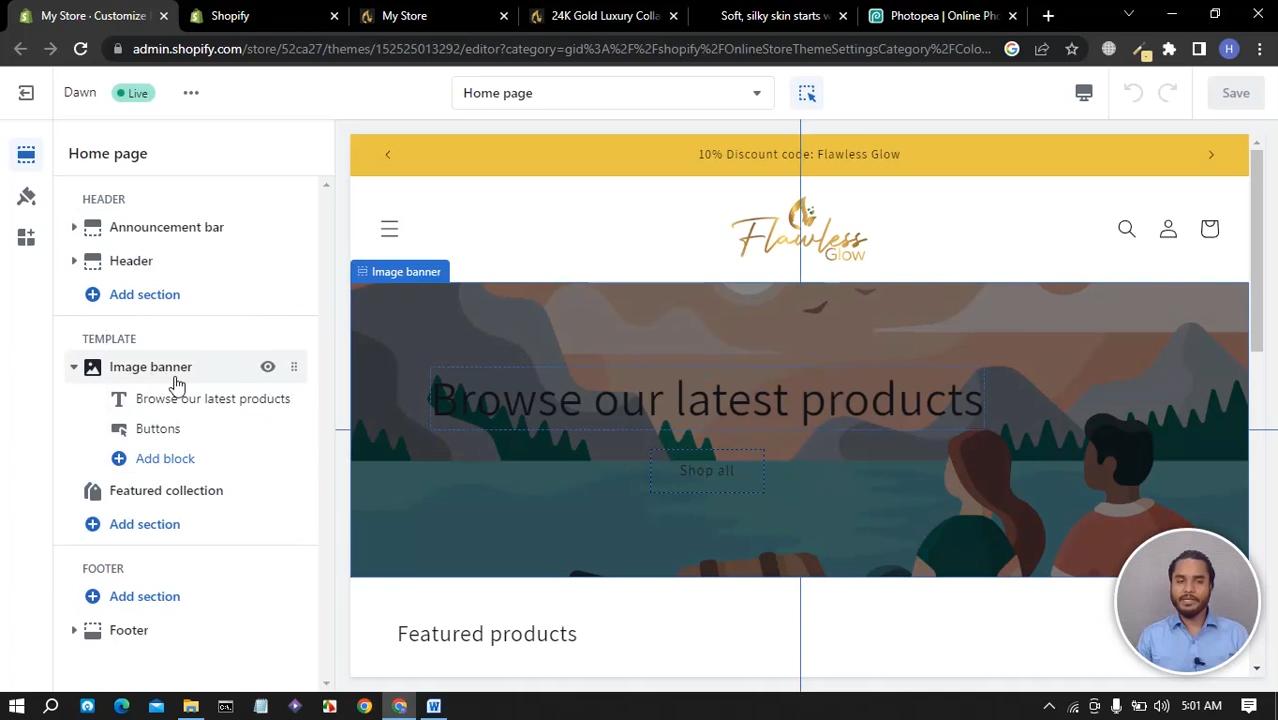 My Store · Customize
Shopify
My Store
24K Gold Luxury Colla
Soft, silky skin starts w
Photopea | Online Pho
admin.shopify.com/store/52ca27/themes/152525013292/editor?category=gid%3A%2F%2Fshopify%2FOnlineStoreThemeSettingsCategory%2FColo...
H
Dawn
Live
Home page
Save
Home page
HEADER
Announcement bar
Header
Add section
TEMPLATE
Image banner
Browse our latest products
Buttons
Add block
Featured collection
Add section
FOOTER
Add section
Footer
10% Discount code: Flawless Glow
Flawless
Glow
Image banner
Browse our latest products
Shop all
Featured products
5:01 AM